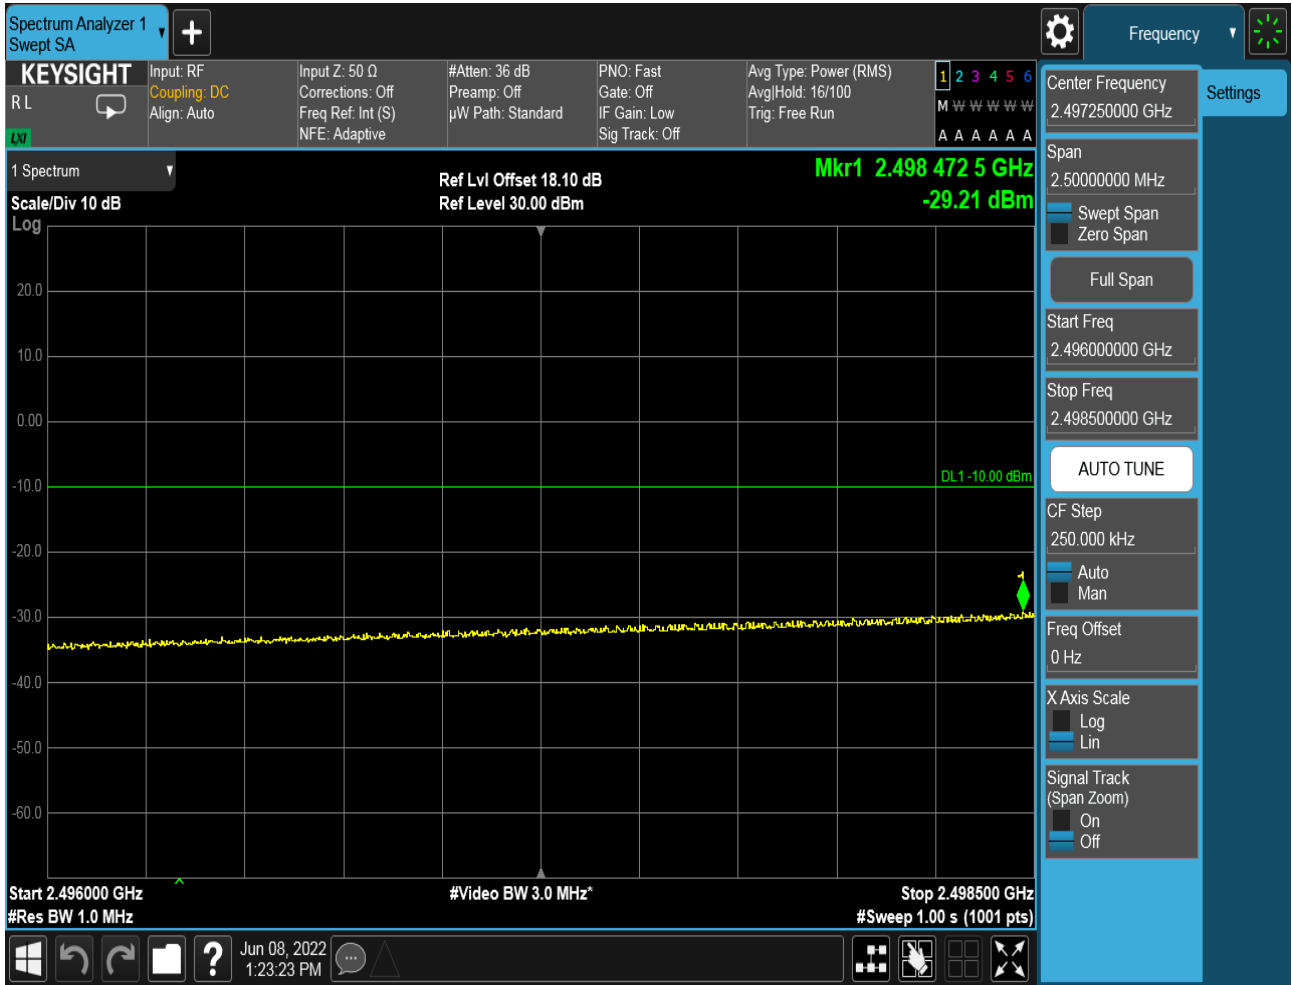 Spectrum Analyzer 1
Swept SA
Frequency
KEYSIGHT
R L
LXI
Input: RF
Coupling: DC
Align: Auto
Input Z: 50 Ω
Corrections: Off
Freq Ref: Int (S)
NFE: Adaptive
#Atten: 36 dB
Preamp: Off
µW Path: Standard
PNO: Fast
Gate: Off
IF Gain: Low
Sig Track: Off
Avg Type: Power (RMS)
Avg|Hold: 16/100
Trig: Free Run
1 2 3 4 5 6
M W W W W W
A A A A A A
1 Spectrum
Scale/Div 10 dB
Log
Ref Lvl Offset 18.10 dB
Ref Level 30.00 dBm
Mkr1 2.498 472 5 GHz
-29.21 dBm
20.0
10.0
0.00
-10.0
-20.0
-30.0
-40.0
-50.0
-60.0
DL1 -10.00 dBm
1
Start 2.496000 GHz
#Res BW 1.0 MHz
#Video BW 3.0 MHz*
Stop 2.498500 GHz
#Sweep 1.00 s (1001 pts)
Jun 08, 2022
1:23:23 PM
Center Frequency
2.497250000 GHz
Span
2.50000000 MHz
Swept Span
Zero Span
Full Span
Start Freq
2.496000000 GHz
Stop Freq
2.498500000 GHz
AUTO TUNE
CF Step
250.000 kHz
Auto
Man
Freq Offset
0 Hz
X Axis Scale
Log
Lin
Signal Track
(Span Zoom)
On
Off
Settings